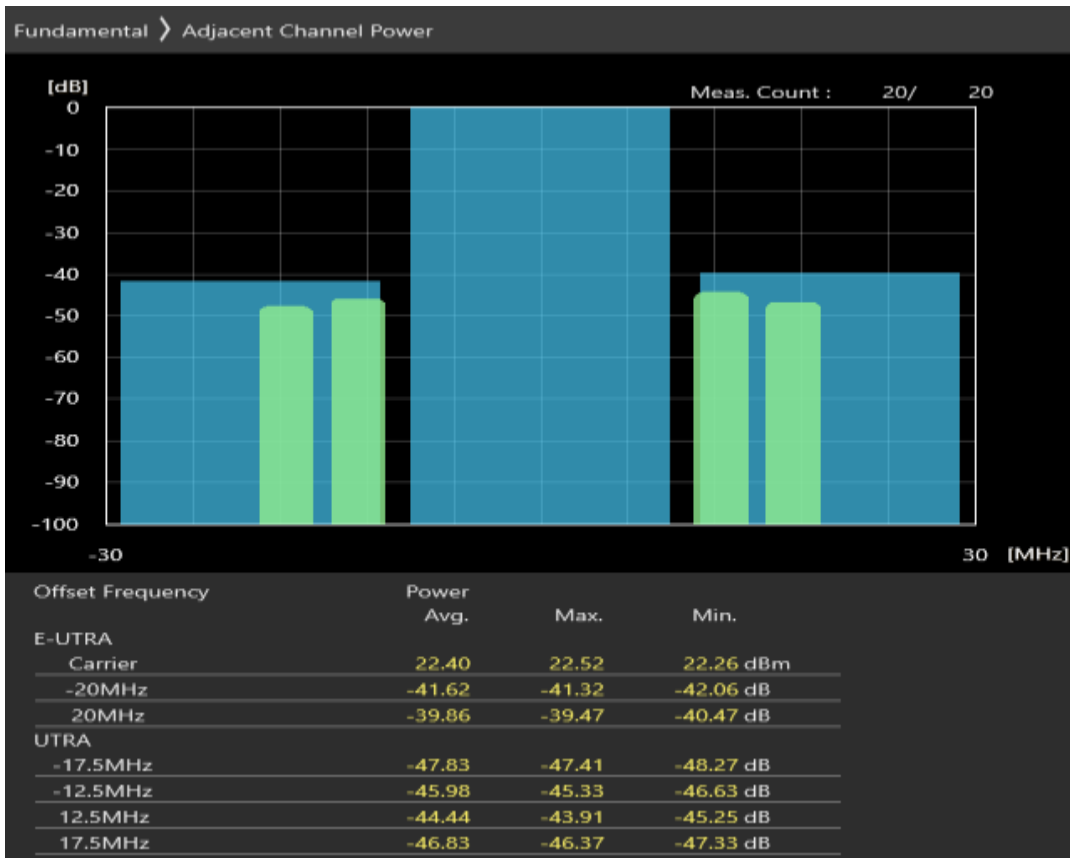 Fundamental ❯ Adjacent Channel Power
[dB]
Meas. Count : 20/ 20
0
-10
-20
-30
-40
-50
-60
-70
-80
-90
-100
-30 30 [MHz]
Offset Frequency Power
Avg. Max. Min.
E-UTRA
Carrier 22.40 22.52 22.26 dBm
-20MHz -41.62 -41.32 -42.06 dB
20MHz -39.86 -39.47 -40.47 dB
UTRA
-17.5MHz -47.83 -47.41 -48.27 dB
-12.5MHz -45.98 -45.33 -46.63 dB
12.5MHz -44.44 -43.91 -45.25 dB
17.5MHz -46.83 -46.37 -47.33 dB